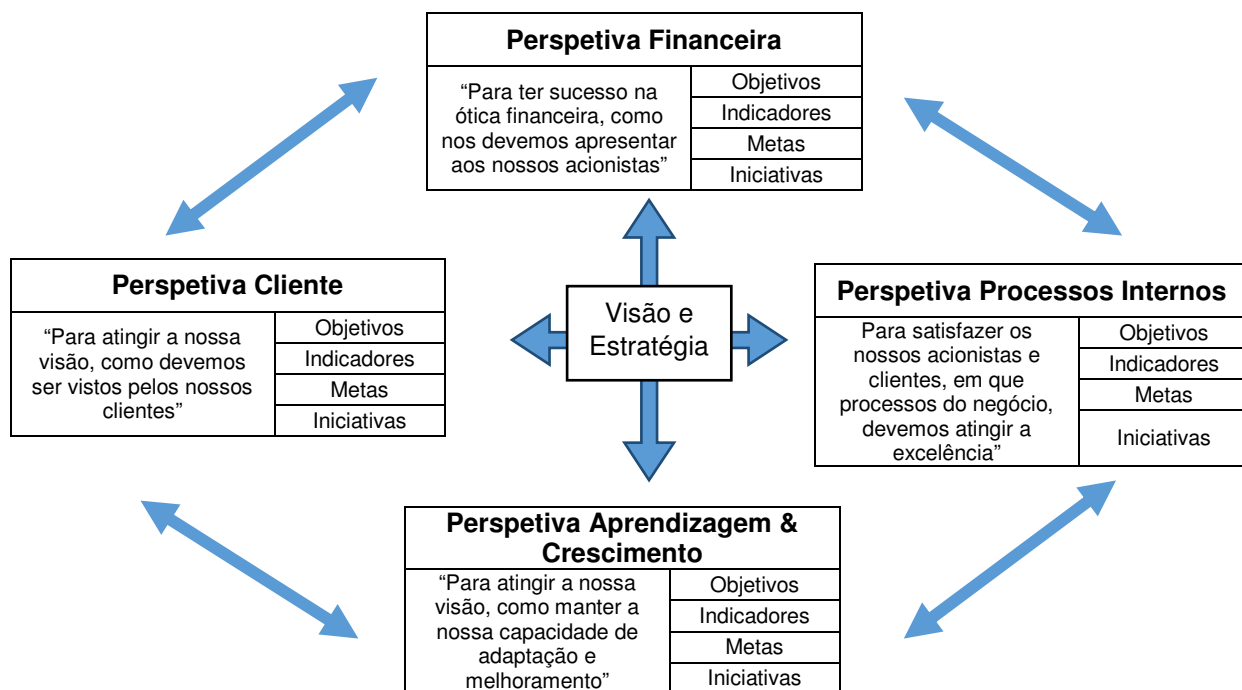 Perspetiva Financeira
“Para ter sucesso na
ótica financeira, como
nos devemos apresentar
aos nossos acionistas”
Objetivos
Indicadores
Metas
Iniciativas
Perspetiva Cliente
“Para atingir a nossa
visão, como devemos
ser vistos pelos nossos
clientes”
Objetivos
Indicadores
Metas
Iniciativas
Visão e
Estratégia
Perspetiva Processos Internos
Para satisfazer os
nossos acionistas e
clientes, em que
processos do negócio,
devemos atingir a
excelência”
Objetivos
Indicadores
Metas
Iniciativas
Perspetiva Aprendizagem &
Crescimento
“Para atingir a nossa
visão, como manter a
nossa capacidade de
adaptação e
melhoramento”
Objetivos
Indicadores
Metas
Iniciativas